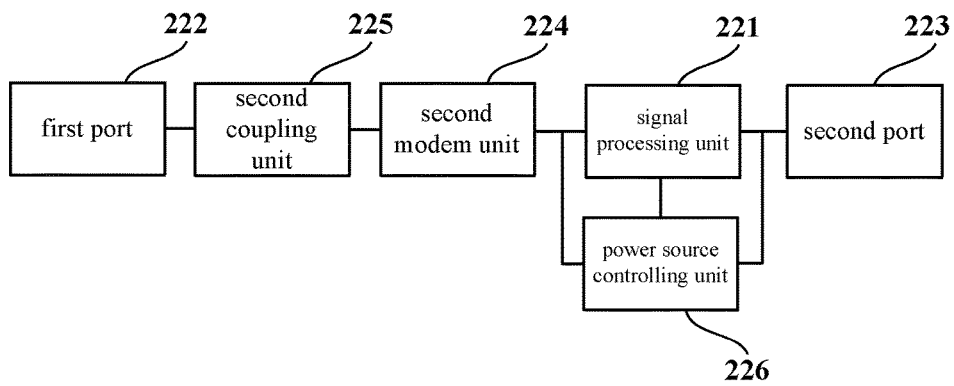 222
225
224
221
223
first port
second
coupling
unit
second
modem unit
signal
processing unit
second port
power source
controlling unit
226